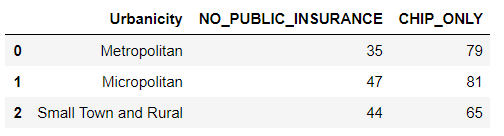 Urbanicity NO_PUBLIC_INSURANCE CHIP_ONLY
0 Metropolitan 35 79
1 Micropolitan 47 81
2 Small Town and Rural 44 65